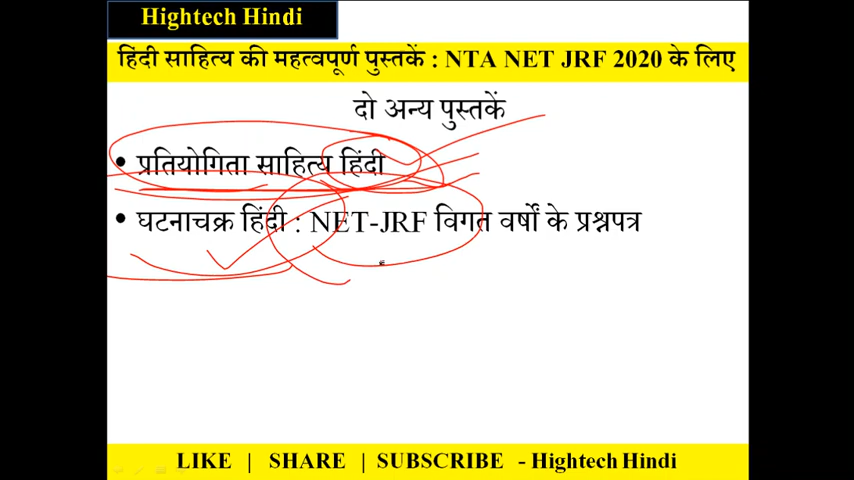 Hightech Hindi
हिंदी साहित्य की महत्वपूर्ण पुस्तकें : NTA NET JRF 2020 के लिए
दो अन्य पुस्तकें
• प्रतियोगिता साहित्य हिंदी
• घटनाचक्र हिंदी : NET-JRF विगत वर्षों के प्रश्नपत्र
LIKE | SHARE | SUBSCRIBE - Hightech Hindi